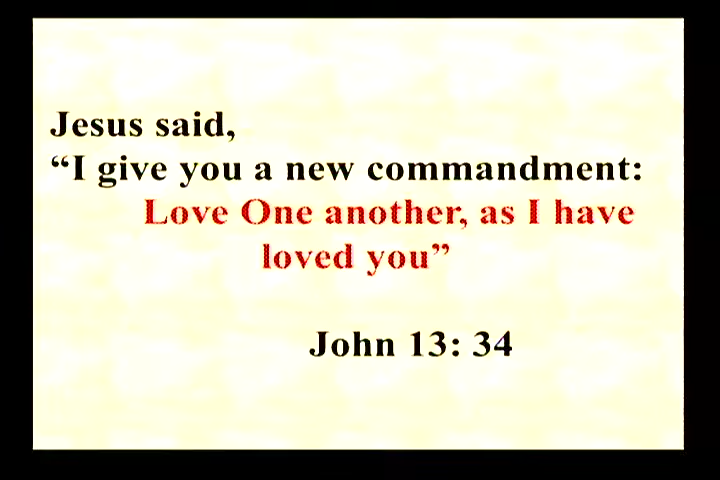 Jesus said,
“I give you a new commandment:
Love One another, as I have
loved you”
John 13: 34